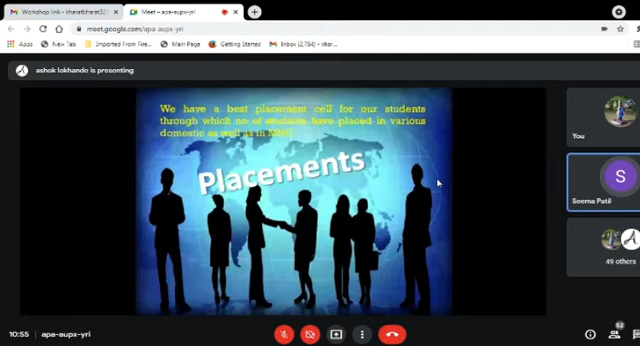 Workshop link - kharatbharat32
Meet – apa-aupx-yri
meet.google.com/apa-aupx-yri
Apps
M
New Tab
Imported From Fire...
Main Page
Getting Started
Inbox (2,784) - khar...
ashok lokhande is presenting
We have a best placement cell for our students
through which no of students have placed in various
domestic as well as in MNC
Placements
You
S
Seema Patil
49 others
10:55
apa-aupx-yri
52